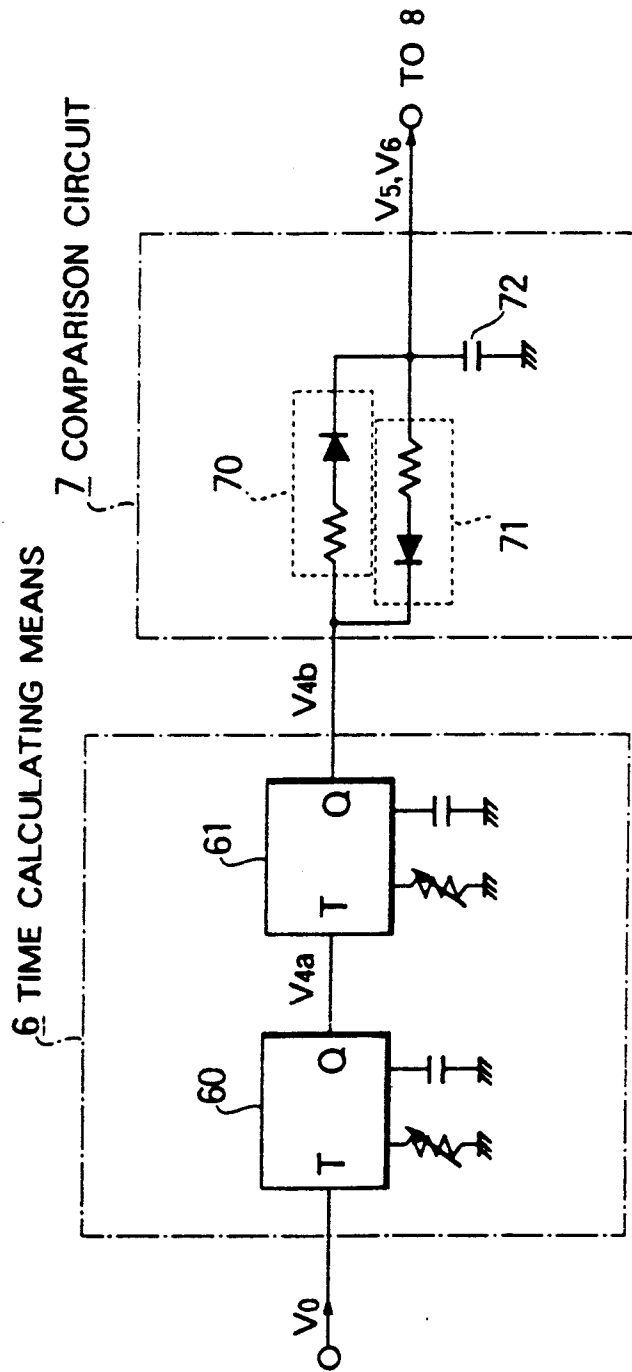 6 TIME CALCULATING MEANS
7 COMPARISON CIRCUIT
V0
60
T
Q
V4a
61
T
Q
V4b
70
71
72
V5,V6
TO 8